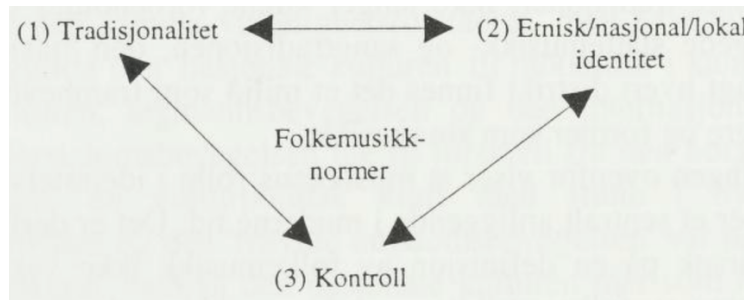 (1) Tradisjonalitet
(2) Etnisk/nasjonal/lokal
identitet
Folkemusikk-
normer
(3) Kontroll